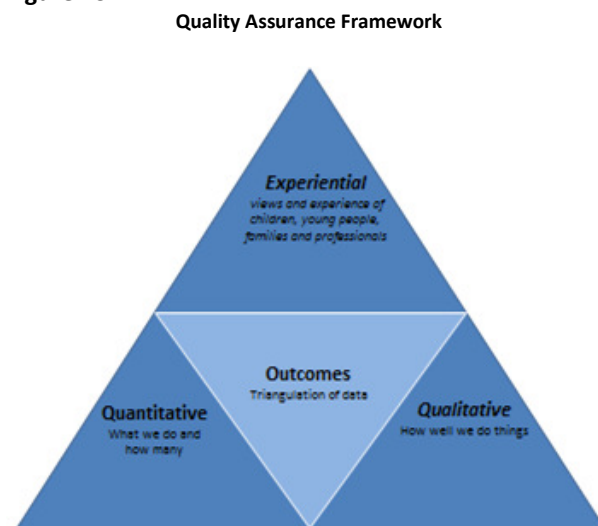 Quality Assurance Framework
Experiential
views and experience of
children, young people,
families and professionals
Outcomes
Triangulation of data
Quantitative
What we do and
how many
Qualitative
How well we do things